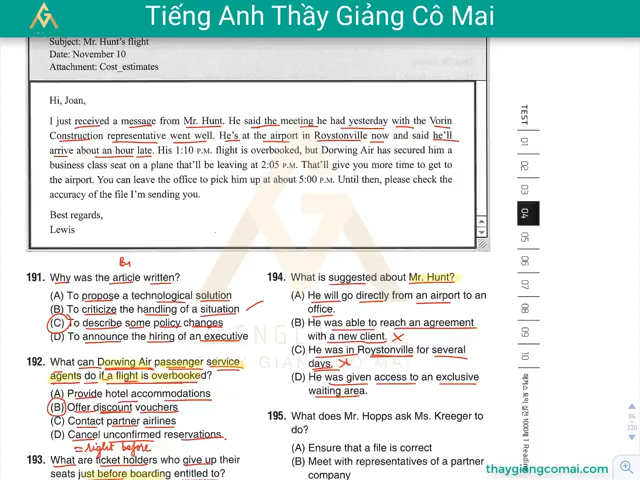 Tiếng Anh Thầy Giảng Cô Mai
Subject: Mr. Hunt's flight
Date: November 10
Attachment: Cost_estimates
Hi, Joan,
I just received a message from Mr. Hunt. He said the meeting he had yesterday with the Vorin
Construction representative went well. He's at the airport in Roystonville now and said he'll
arrive about an hour late. His 1:10 P.M. flight is overbooked, but Dorwing Air has secured him a
business class seat on a plane that'll be leaving at 2:05 P.M. That'll give you more time to get to
the airport. You can leave the office to pick him up at about 5:00 P.M. Until then, please check the
accuracy of the file I'm sending you.
Best regards,
Lewis
191. Why was the article written?
(A) To propose a technological solution
(B) To criticize the handling of a situation
(C) To describe some policy changes
(D) To announce the hiring of an executive
192. What can Dorwing Air passenger service
agents do if a flight is overbooked?
(A) Provide hotel accommodations
(B) Offer discount vouchers
(C) Contact partner airlines
(D) Cancel unconfirmed reservations
= right before
193. What are ticket holders who give up their
seats just before boarding entitled to?
194. What is suggested about Mr. Hunt?
(A) He will go directly from an airport to an
office.
(B) He was able to reach an agreement
with a new client.
(C) He was in Roystonville for several
days.
(D) He was given access to an exclusive
waiting area.
195. What does Mr. Hopps ask Ms. Kreeger to
do?
(A) Ensure that a file is correct
(B) Meet with representatives of a partner
company
TEST
01
02
03
04
05
06
07
08
09
10
Reading
86
220
thaygiangcomai.com